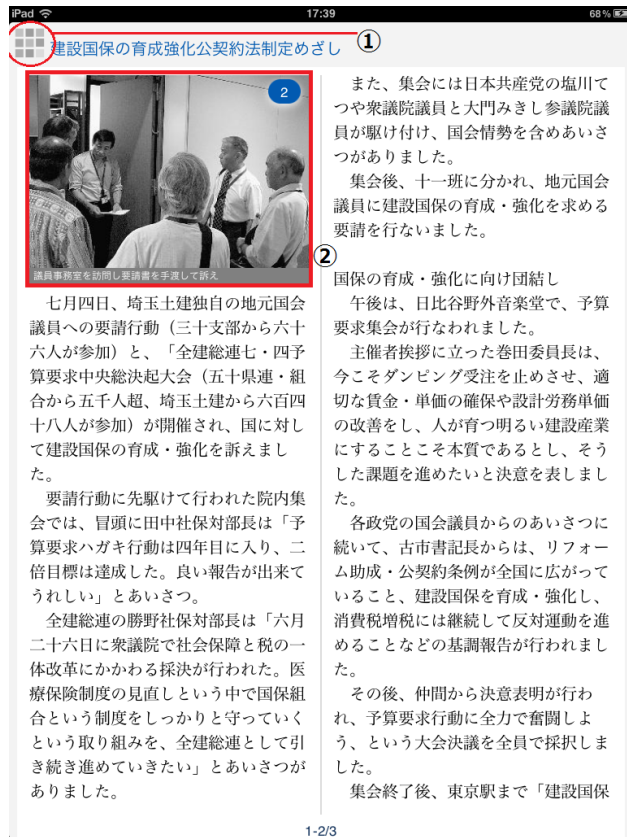 iPad
17:39
68%
建設国保の育成強化公契約法制定めざし
①
2
議員事務室を訪問し要請書を手渡して訴え
②
七月四日、埼玉土建独自の地元国会
議員への要請行動(三十支部から六十
六人が参加)と、「全建総連七・四予
算要求中央総決起大会(五十県連・組
合から五千人超、埼玉土建から六百四
十八人が参加)が開催され、国に対し
て建設国保の育成・強化を訴えまし
た。
要請行動に先駆けて行われた院内集
会では、冒頭に田中社保対部長は「予
算要求ハガキ行動は四年目に入り、二
倍目標は達成した。良い報告が出来て
うれしい」とあいさつ。
全建総連の勝野社保対部長は「六月
二十六日に衆議院で社会保障と税の一
体改革にかかわる採決が行われた。医
療保険制度の見直しという中で国保組
合という制度をしっかりと守っていく
という取り組みを、全建総連として引
き続き進めていきたい」とあいさつが
ありました。
また、集会には日本共産党の塩川て
つや衆議院議員と大門みきし参議院議
員が駆け付け、国会情勢を含めあいさ
つがありました。
集会後、十一班に分かれ、地元国会
議員に建設国保の育成・強化を求める
要請を行ないました。
国保の育成・強化に向け団結し
午後は、日比谷野外音楽堂で、予算
要求集会が行なわれました。
主催者挨拶に立った巻田委員長は、
今こそダンピング受注を止めさせ、適
切な賃金・単価の確保や設計労務単価
の改善をし、人が育つ明るい建設産業
にすることこそ本質であるとし、そう
した課題を進めたいと決意を表しまし
た。
各政党の国会議員からのあいさつに
続いて、古市書記長からは、リフォー
ム助成・公契約条例が全国に広がって
いること、建設国保を育成・強化し、
消費税増税には継続して反対運動を進
めることなどの基調報告が行われまし
た。
その後、仲間から決意表明が行わ
れ、予算要求行動に全力で奮闘しよ
う、という大会決議を全員で採択しま
した。
集会終了後、東京駅まで「建設国保
1-2/3